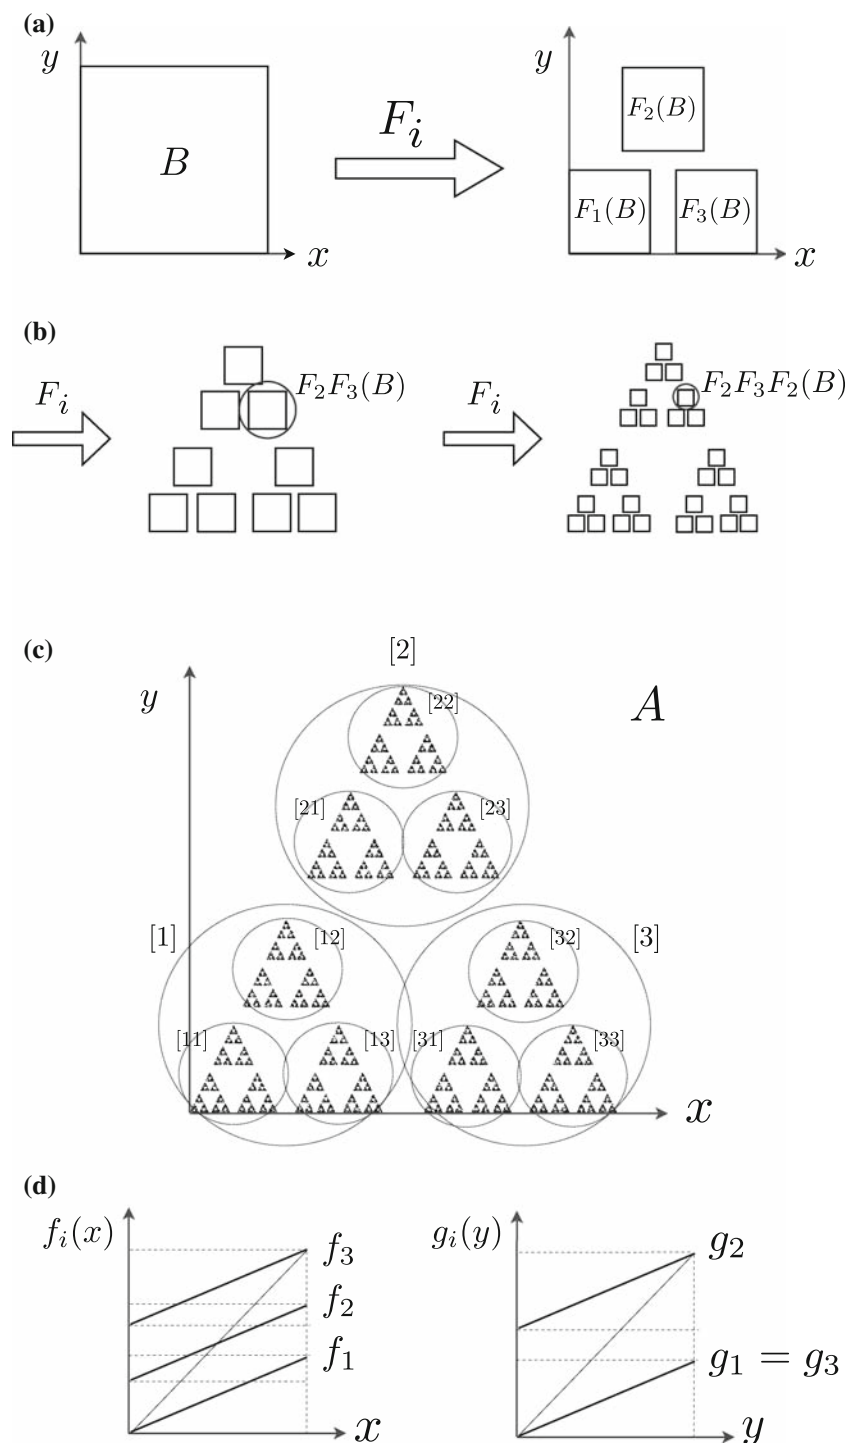 (a)
y
B
x
F_i
y
F_2(B)
F_1(B) F_3(B)
x
(b)
F_i
F_2F_3(B)
F_i
F_2F_3F_2(B)
(c)
[2]
y
A
[22]
[21] [23]
[1] [12] [32] [3]
[11] [13] [31] [33]
x
(d)
f_i(x)
f_3
f_2
f_1
x
g_i(y)
g_2
g_1 = g_3
y